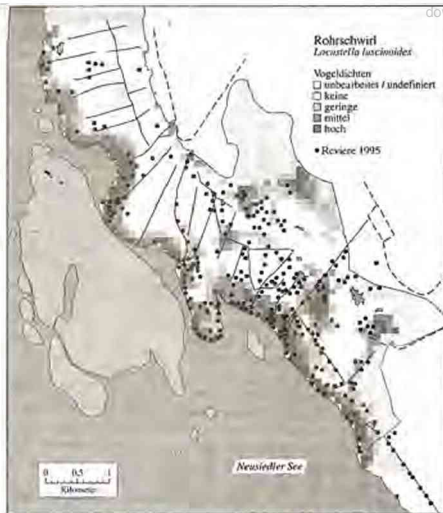 Rohrschwirl
Locustella luscinioides
Vogeldichten
unbearbeitet / undefiniert
keine
geringe
mittel
hoch
Reviere 1995
Neusiedler See
0 0.5 1
Kilometer